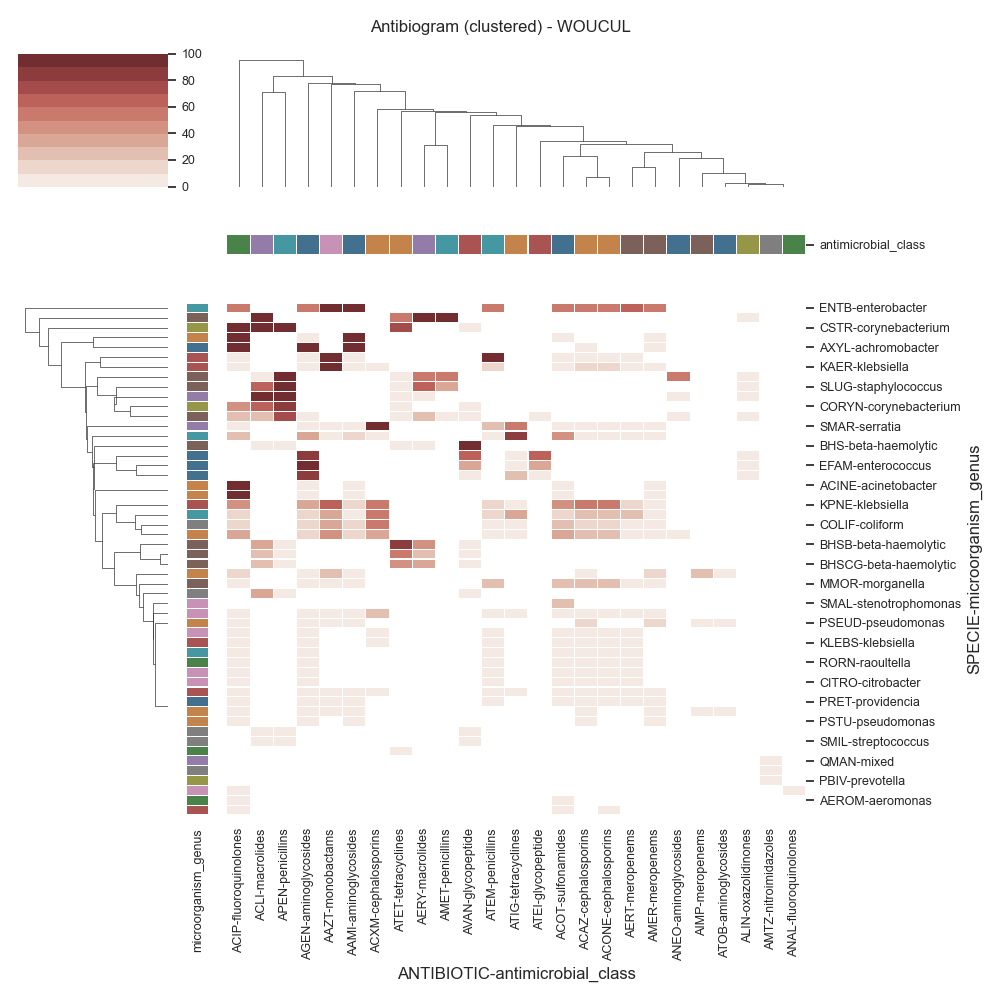 Antibiogram (clustered) - WOUCUL
100
80
60
40
20
0
antimicrobial_class
ENTB-enterobacter
CSTR-corynebacterium
AXYL-achromobacter
KAER-klebsiella
SLUG-staphylococcus
CORYN-corynebacterium
SMAR-serratia
BHS-beta-haemolytic
EFAM-enterococcus
ACINE-acinetobacter
KPNE-klebsiella
COLIF-coliform
BHSB-beta-haemolytic
BHSCG-beta-haemolytic
MMOR-morganella
SMAL-stenotrophomonas
PSEUD-pseudomonas
KLEBS-klebsiella
RORN-raoultella
CITRO-citrobacter
PRET-providencia
PSTU-pseudomonas
SMIL-streptococcus
QMAN-mixed
PBIV-prevotella
AEROM-aeromonas
SPECIE-microorganism_genus
microorganism_genus
ACIP-fluoroquinolones
ACLI-macrolides
APEN-penicillins
AGEN-aminoglycosides
AAZT-monobactams
AAMI-aminoglycosides
ACXM-cephalosporins
ATET-tetracyclines
AERY-macrolides
AMET-penicillins
AVAN-glycopeptide
ATEM-penicillins
ATIG-tetracyclines
ATEI-glycopeptide
ACOT-sulfonamides
ACAZ-cephalosporins
ACONE-cephalosporins
AERT-meropenems
AMER-meropenems
ANEO-aminoglycosides
AIMP-meropenems
ATOB-aminoglycosides
ALIN-oxazolidinones
AMTZ-nitroimidazoles
ANAL-fluoroquinolones
ANTIBIOTIC-antimicrobial_class